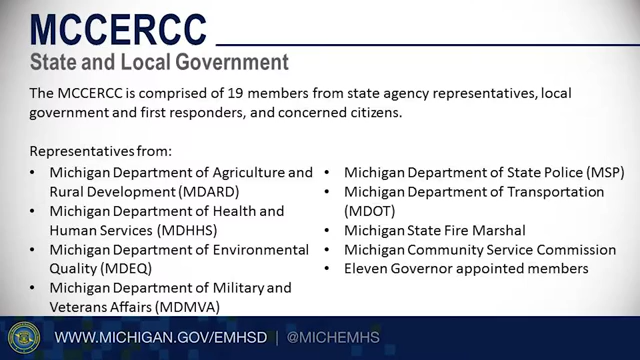 MCCERCC
State and Local Government
The MCCERCC is comprised of 19 members from state agency representatives, local
government and first responders, and concerned citizens.
Representatives from:
• Michigan Department of Agriculture and
Rural Development (MDARD)
• Michigan Department of Health and
Human Services (MDHHS)
• Michigan Department of Environmental
Quality (MDEQ)
• Michigan Department of Military and
Veterans Affairs (MDMVA)
• Michigan Department of State Police (MSP)
• Michigan Department of Transportation
(MDOT)
• Michigan State Fire Marshal
• Michigan Community Service Commission
• Eleven Governor appointed members
WWW.MICHIGAN.GOV/EMHSD | @MICHEMHS